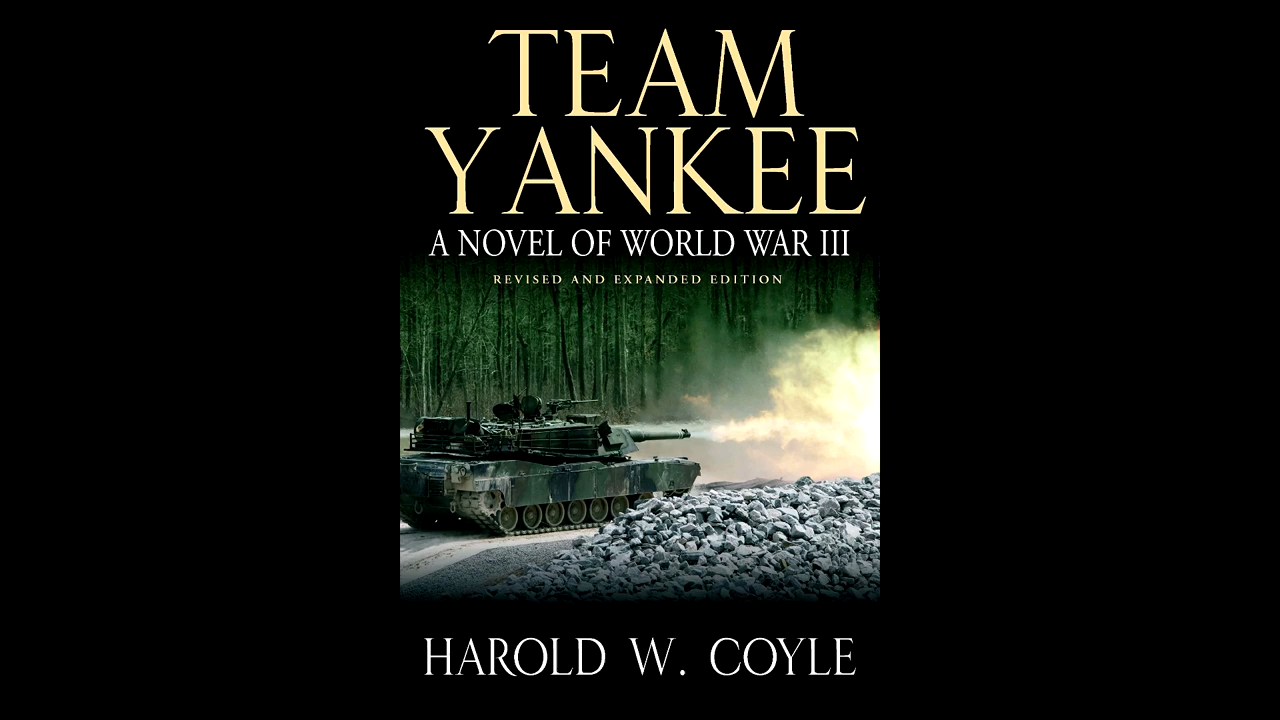 TEAM
YANKEE
A NOVEL OF WORLD WAR III
REVISED AND EXPANDED EDITION
HAROLD W. COYLE